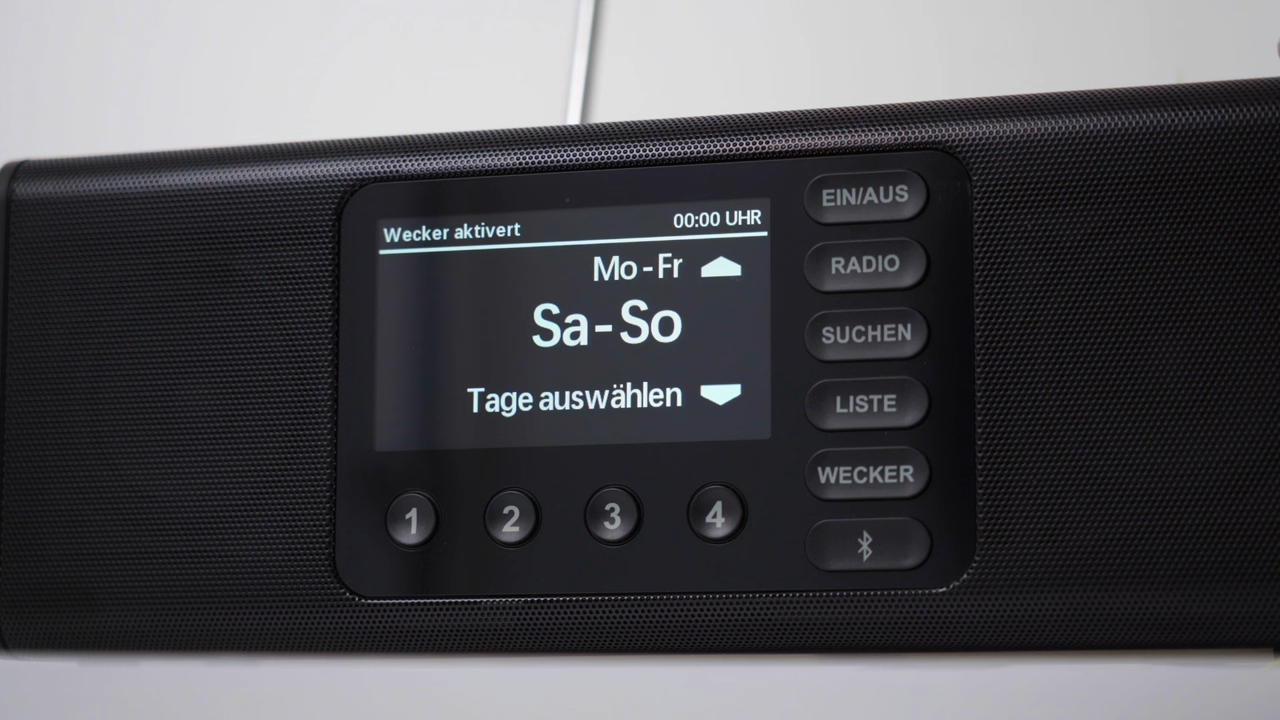 Wecker aktivert
00:00 UHR
Mo-Fr
Sa-So
Tage auswählen
EIN/AUS
RADIO
SUCHEN
LISTE
WECKER
1
2
3
4